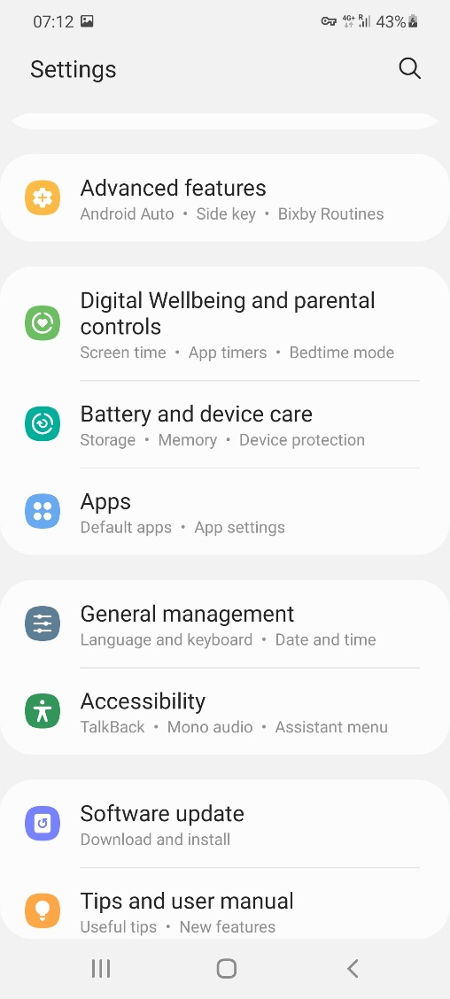 07:12 4G+ R 43%
Settings
Advanced features
Android Auto • Side key • Bixby Routines
Digital Wellbeing and parental
controls
Screen time • App timers • Bedtime mode
Battery and device care
Storage • Memory • Device protection
Apps
Default apps • App settings
General management
Language and keyboard • Date and time
Accessibility
TalkBack • Mono audio • Assistant menu
Software update
Download and install
Tips and user manual
Useful tips • New features